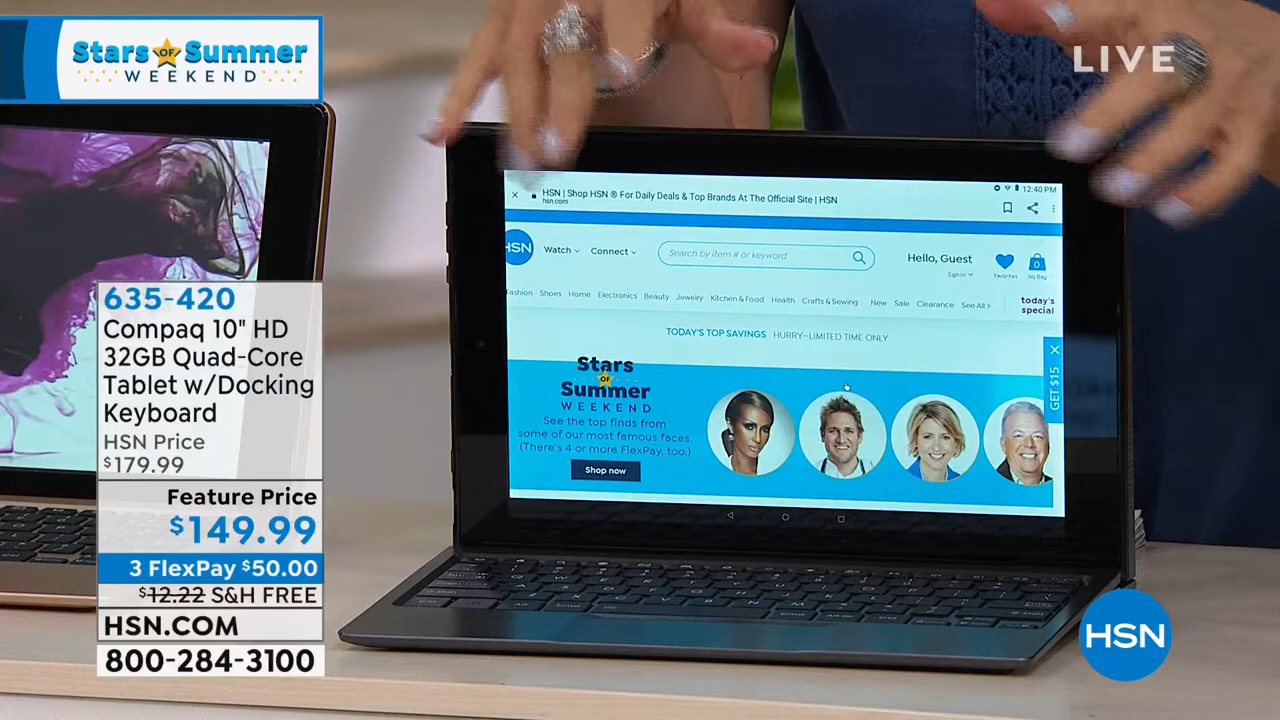 Stars OF Summer
WEEKEND
LIVE
635-420
Compaq 10" HD
32GB Quad-Core
Tablet w/Docking
Keyboard
HSN Price
$179.99
Feature Price
$149.99
3 FlexPay $50.00
$12.22 S&H FREE
HSN.COM
800-284-3100
12:40 PM
HSN | Shop HSN ® For Daily Deals & Top Brands At The Official Site | HSN
hsn.com
HSN
Watch
Connect
Search by item # or keyword
Hello, Guest
Sign in
Favorites
0
My Bag
Fashion Shoes Home Electronics Beauty Jewelry Kitchen & Food Health Crafts & Sewing New Sale Clearance See All >
today's
special
TODAY'S TOP SAVINGS HURRY–LIMITED TIME ONLY
GET $15
Stars
OF
Summer
WEEKEND
See the top finds from
some of our most famous faces.
(There's 4 or more FlexPay, too.)
Shop now
HSN